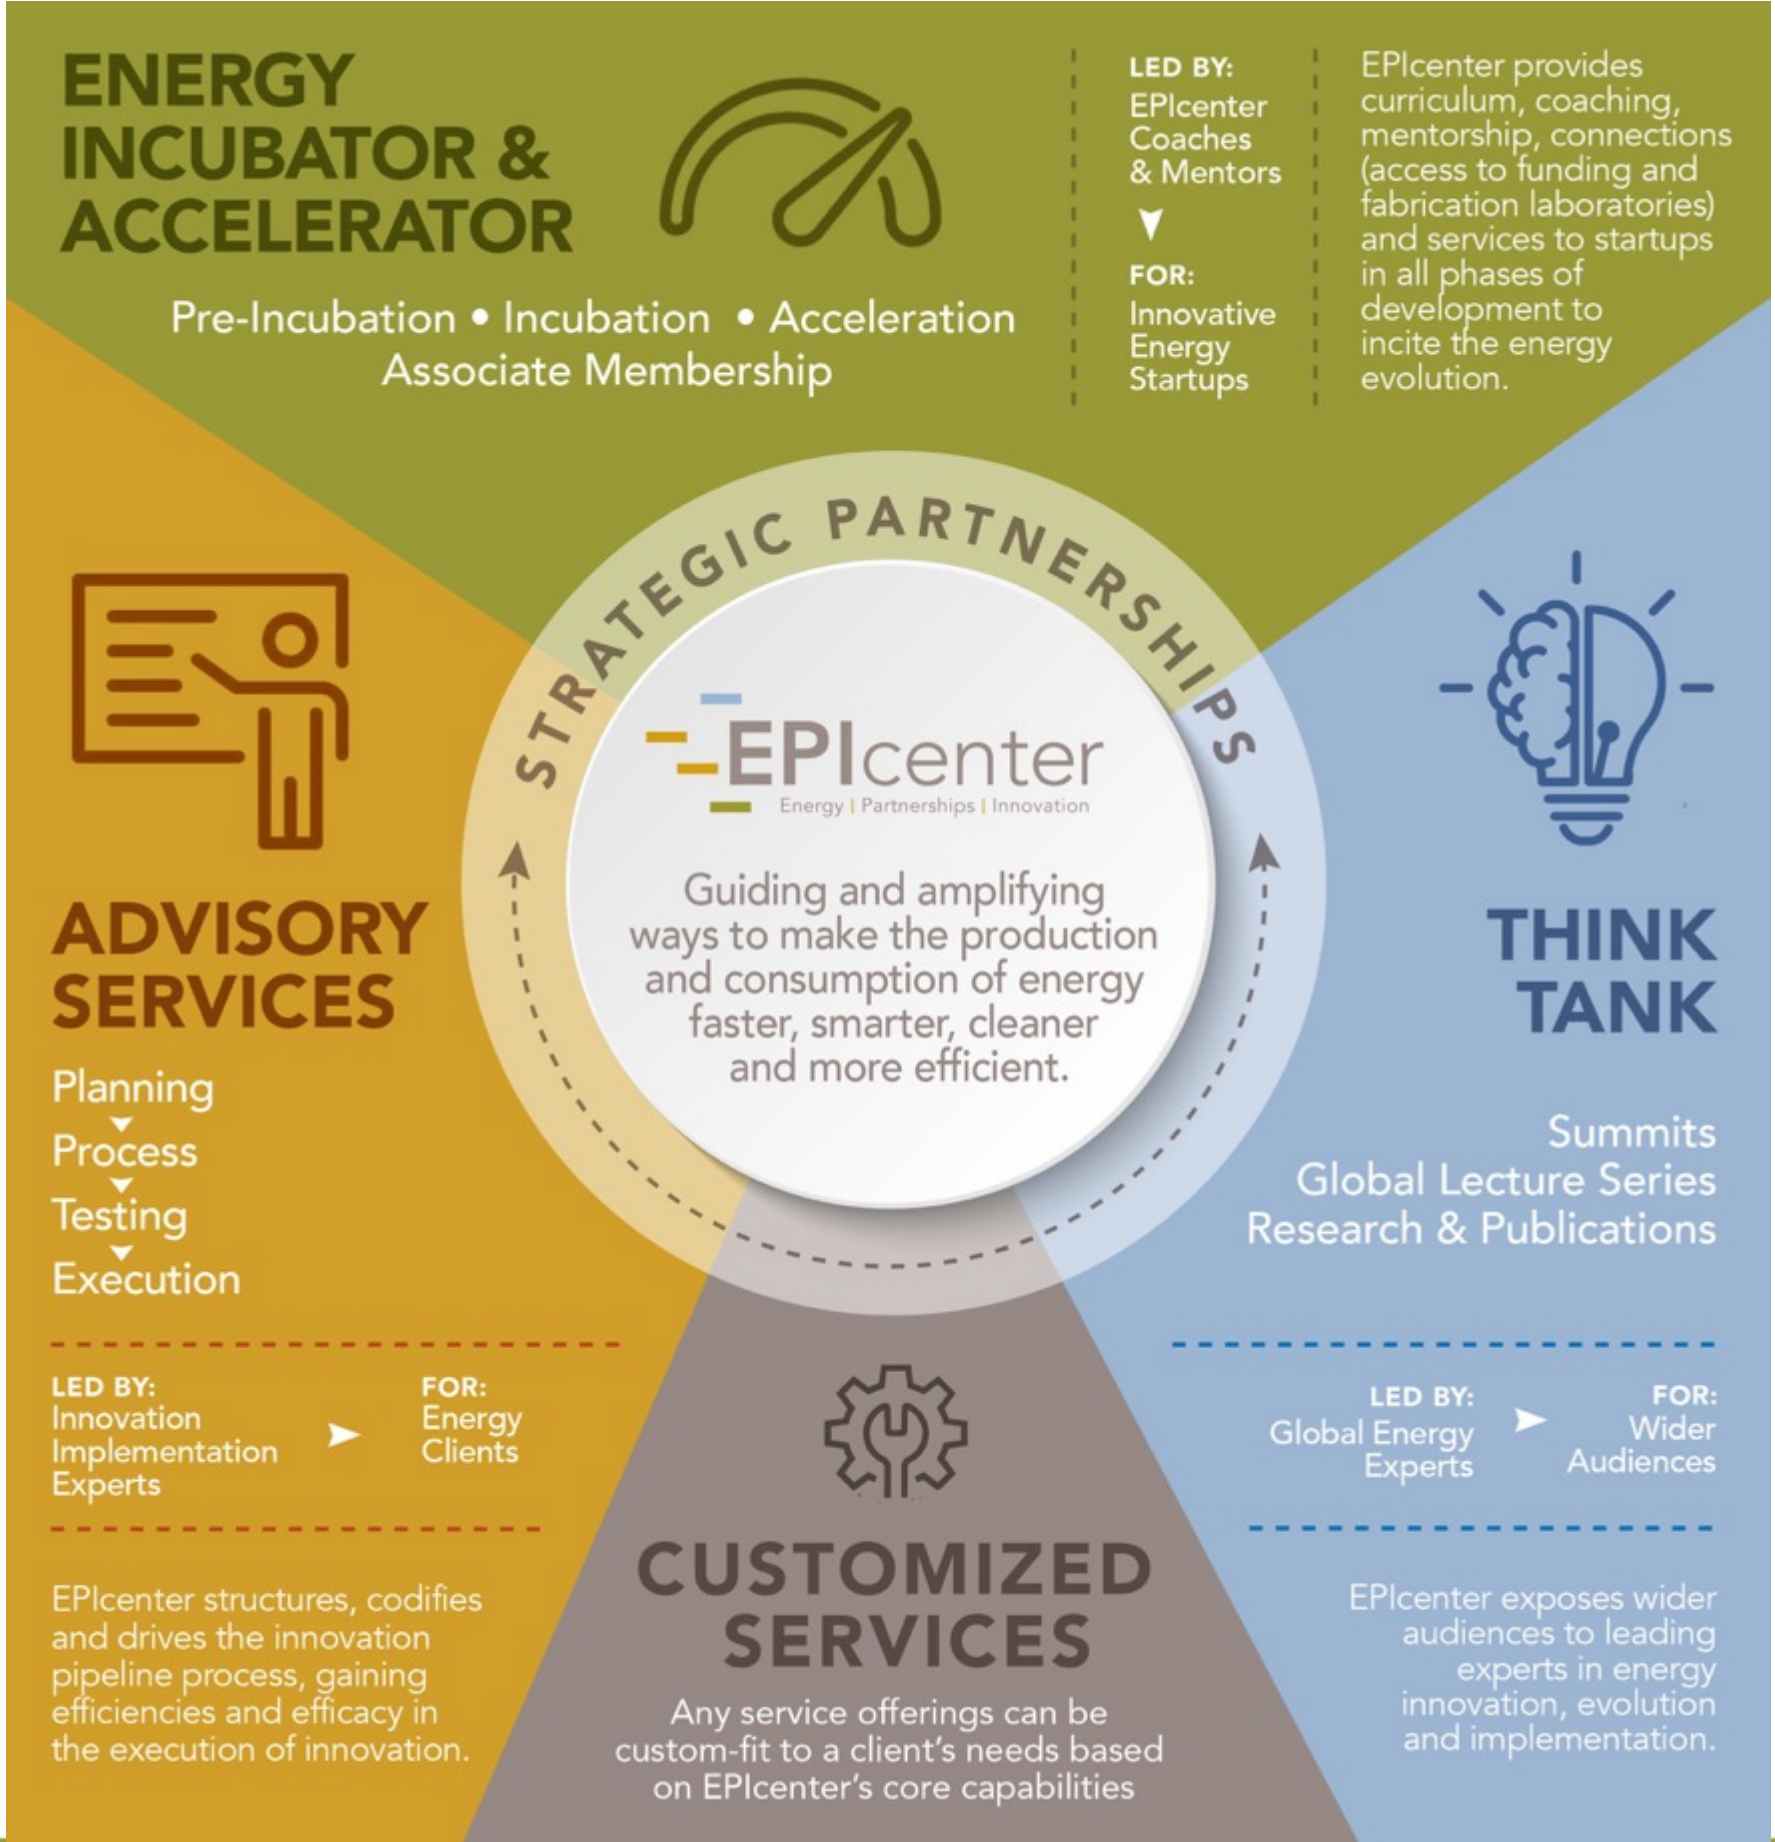 ENERGY
INCUBATOR &
ACCELERATOR
Pre-Incubation • Incubation • Acceleration
Associate Membership
LED BY:
EPIcenter
Coaches
& Mentors
FOR:
Innovative
Energy
Startups
EPIcenter provides
curriculum, coaching,
mentorship, connections
(access to funding and
fabrication laboratories)
and services to startups
in all phases of
development to
incite the energy
evolution.
STRATEGIC PARTNERSHIPS
EPIcenter
Energy | Partnerships | Innovation
Guiding and amplifying
ways to make the production
and consumption of energy
faster, smarter, cleaner
and more efficient.
ADVISORY
SERVICES
Planning
Process
Testing
Execution
LED BY:
Innovation
Implementation
Experts
FOR:
Energy
Clients
EPIcenter structures, codifies
and drives the innovation
pipeline process, gaining
efficiencies and efficacy in
the execution of innovation.
CUSTOMIZED
SERVICES
Any service offerings can be
custom-fit to a client's needs based
on EPIcenter's core capabilities
THINK
TANK
Summits
Global Lecture Series
Research & Publications
LED BY:
Global Energy
Experts
FOR:
Wider
Audiences
EPIcenter exposes wider
audiences to leading
experts in energy
innovation, evolution
and implementation.